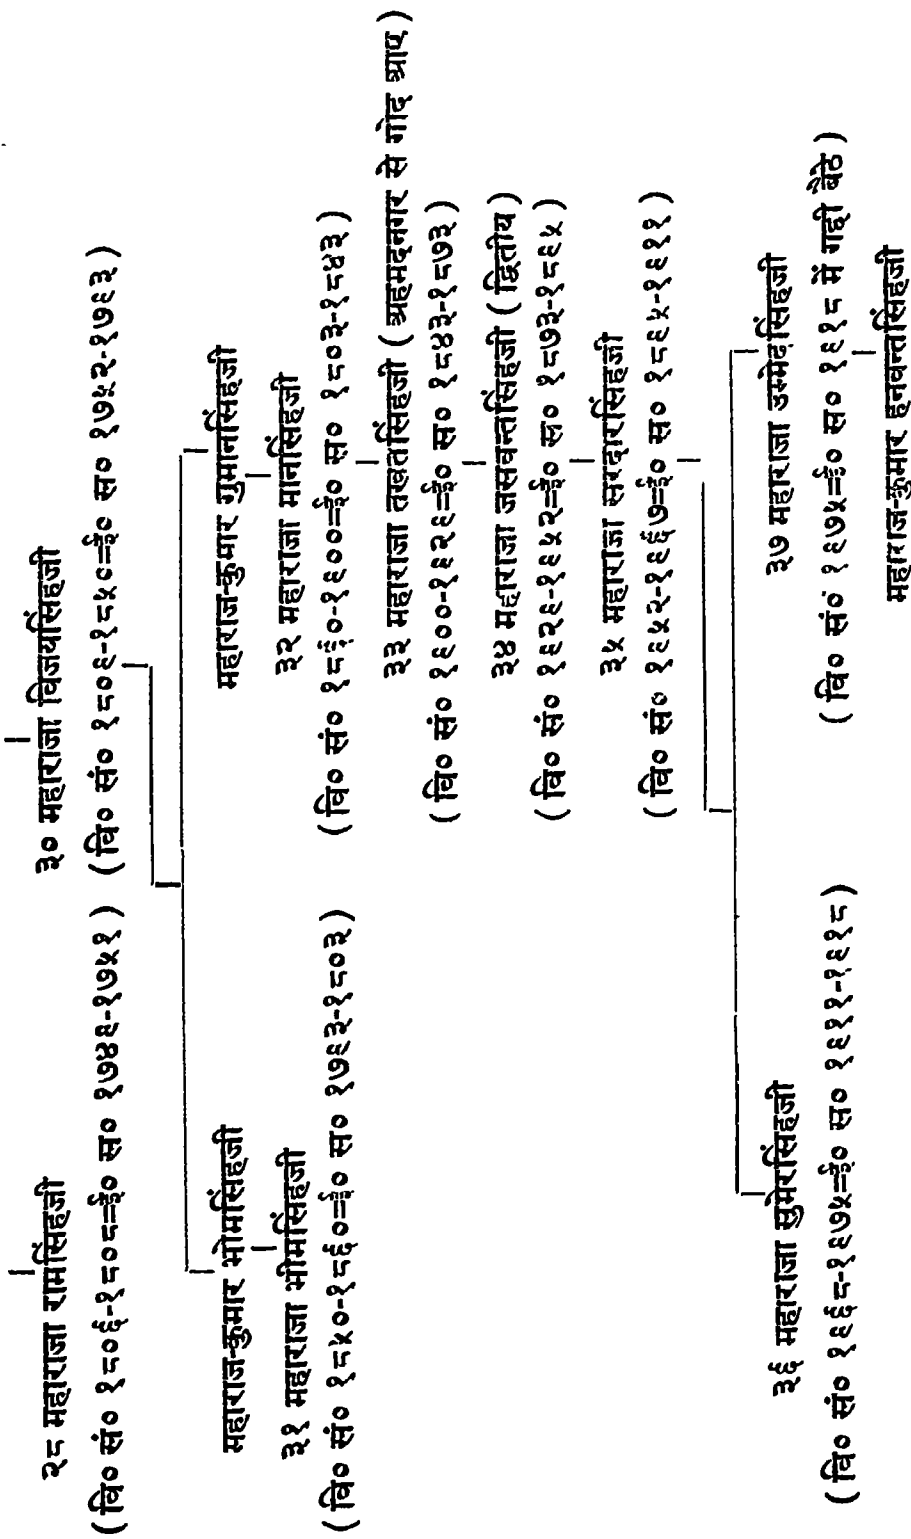 २८ महाराजा रामसिंहजी
( वि० सं० १८०६-१८०८=ई० स० १७४९-१७५१ )
३० महाराजा विजयसिंहजी
( वि० सं० १८०९-१८५०=ई० स० १७५२-१७९३ )
महाराज-कुमार भोमसिंहजी
३१ महाराजा भीमसिंहजी
( वि० सं० १८५०-१८६०=ई० स० १७९३-१८०३ )
महाराज-कुमार गुमानसिंहजी
३२ महाराजा मानसिंहजी
( वि० सं० १८६०-१९००=ई० स० १८०३-१८४३ )
३३ महाराजा तखतसिंहजी ( अहमदनगर से गोद आए )
( वि० सं० १९००-१९२९=ई० स० १८४३-१८७३ )
३४ महाराजा जसवन्तसिंहजी ( द्वितीय )
( वि० सं० १९२९-१९५२=ई० स० १८७३-१८९५ )
३५ महाराजा सरदारसिंहजी
( वि० सं० १९५२-१९६७=ई० स० १८९५-१९११ )
३६ महाराजा सुमेरसिंहजी
( वि० सं० १९६८-१९७५=ई० स० १९११-१९१८ )
३७ महाराजा उम्मेदसिंहजी
( वि० सं० १९७५=ई० स० १९१८ में गद्दी बैठे )
महाराज-कुमार हनवन्तसिंहजी